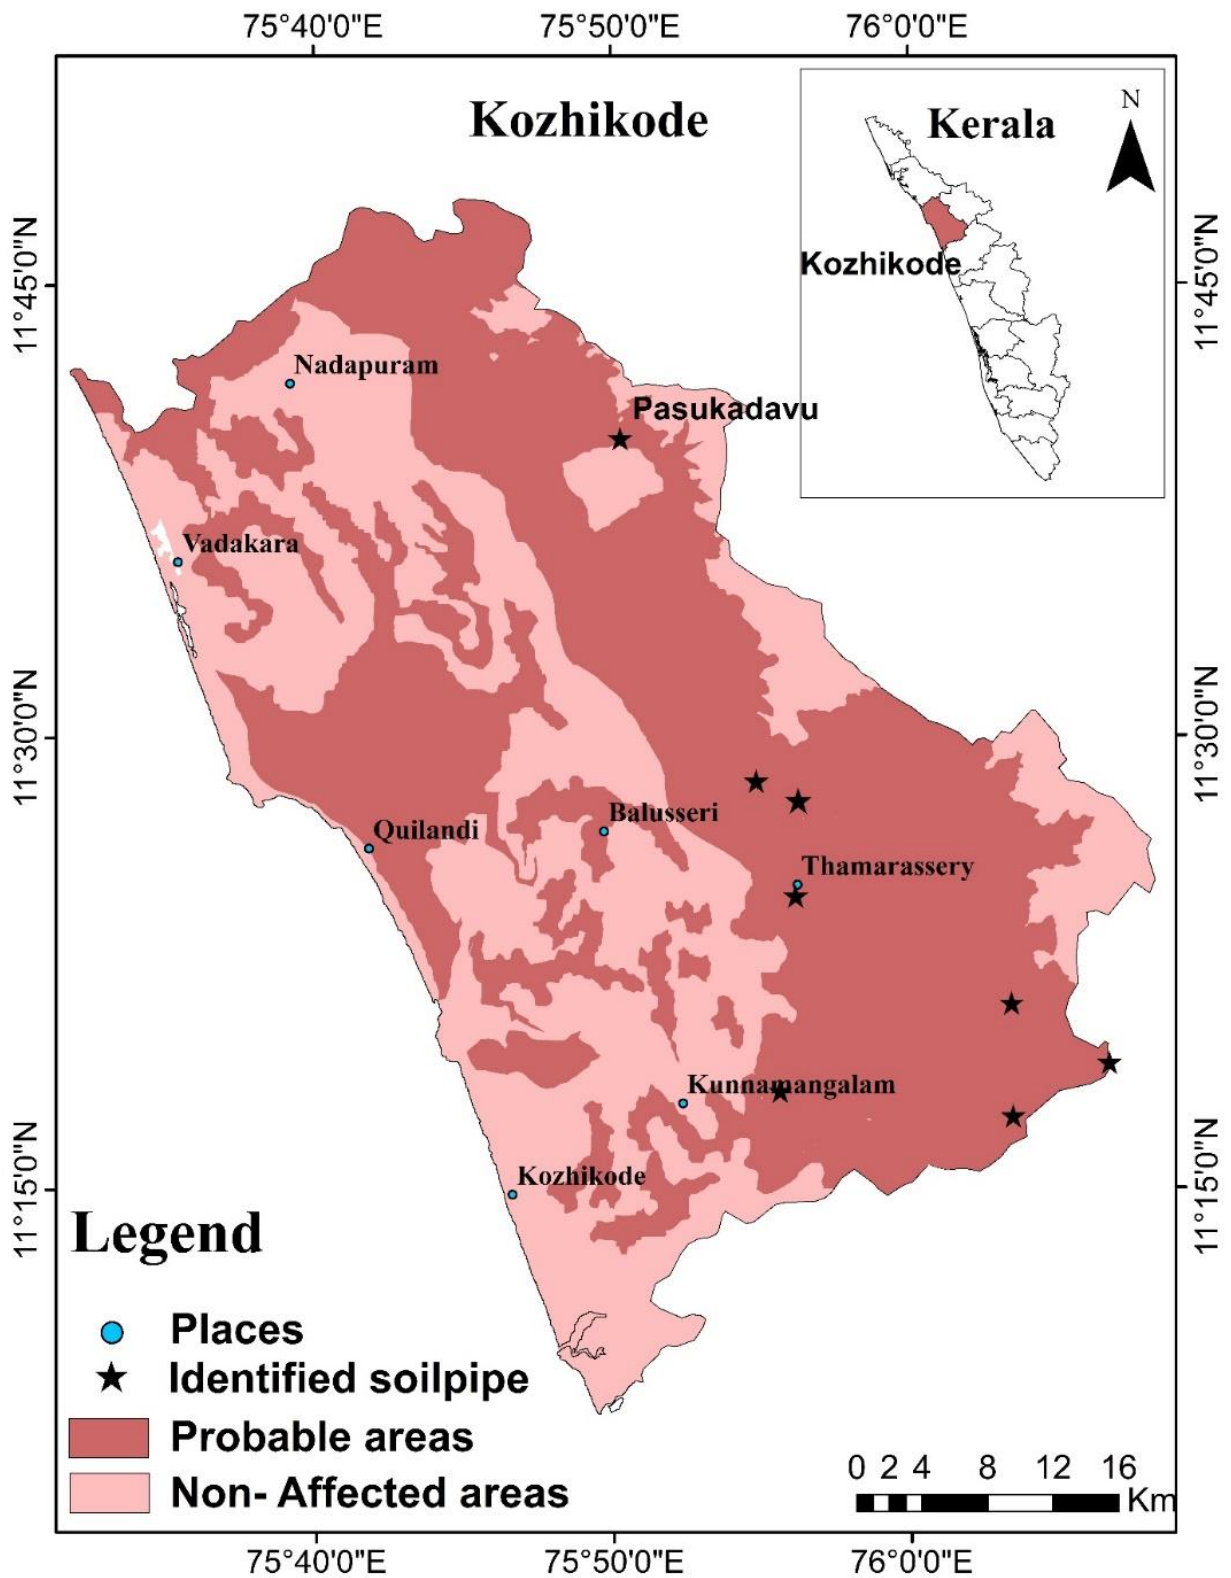 75°40'0"E
75°50'0"E
76°0'0"E
Kozhikode
Kerala
N
Kozhikode
11°45'0"N
11°45'0"N
Nadapuram
Pasukadavu
Vadakara
11°30'0"N
11°30'0"N
Balusseri
Quilandi
Thamarassery
Kunnamangalam
Kozhikode
11°15'0"N
11°15'0"N
Legend
Places
Identified soilpipe
Probable areas
Non- Affected areas
0 2 4 8 12 16
Km
75°40'0"E
75°50'0"E
76°0'0"E